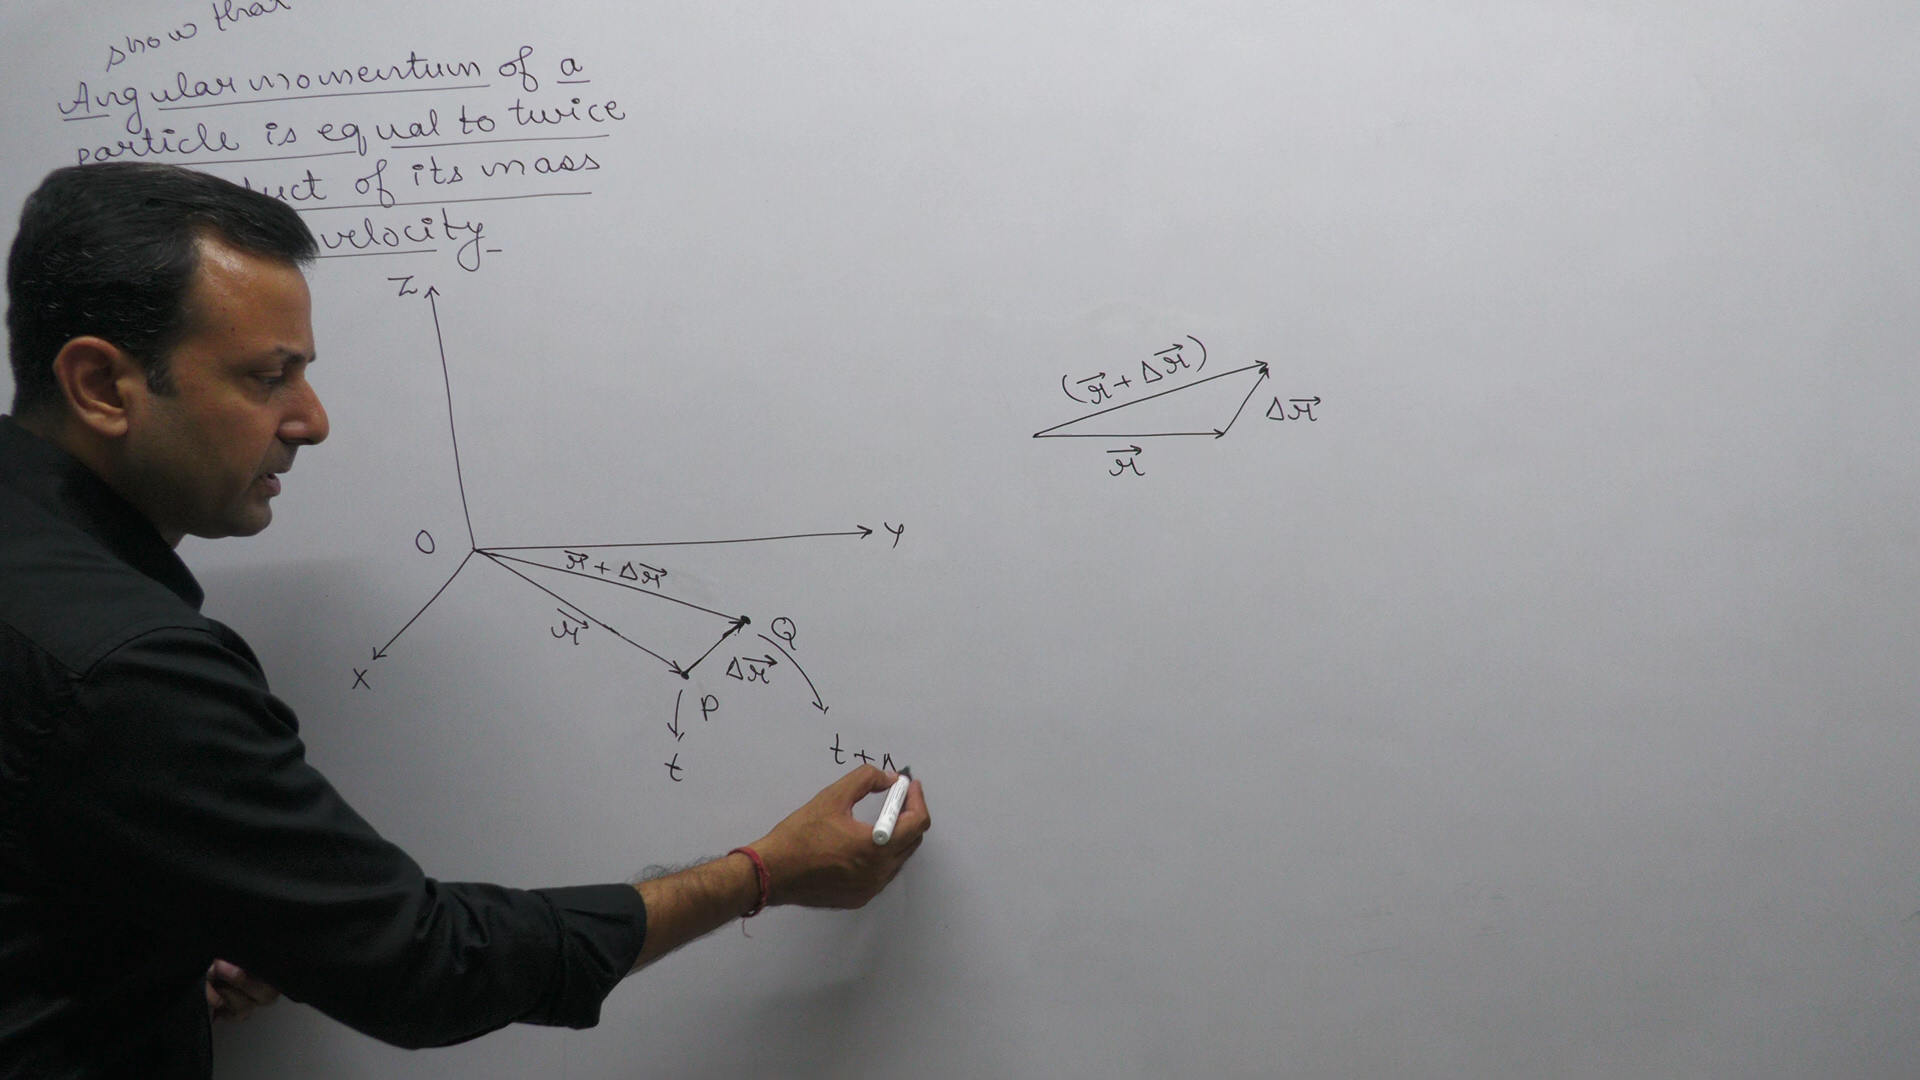 show that
Angular momentum of a
particle is equal to twice
duct of its mass
velocity
Z
(r⃗ + Δr⃗)
Δr⃗
r⃗
O
Y
r⃗ + Δr⃗
r⃗
Q
X
Δr⃗
P
t
t + Δ